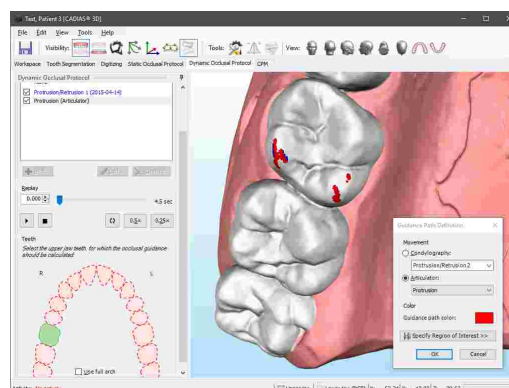 Test, Patient 3 [CADIAS® 3D]
File Edit View Tools Help
Visibility: Tools: View:
Workspace Tooth Segmentation Digitizing Static Occlusal Protocol Dynamic Occlusal Protocol CPM
Dynamic Occlusal Protocol
Protrusion/Retrusion 1 (2015-04-14)
Protrusion (Articulator)
Replay
0.000
4.5 sec
0.5× 0.25×
Teeth
Select the upper jaw teeth, for which the occlusal guidance
should be calculated
R L
Use full arch
Guidance Path Definition
Movement
Condylography:
Protrusion/Retrusion 2
Articulator:
Protrusion
Color
Guidance path color:
Specify Region of Interest >>
OK Cancel